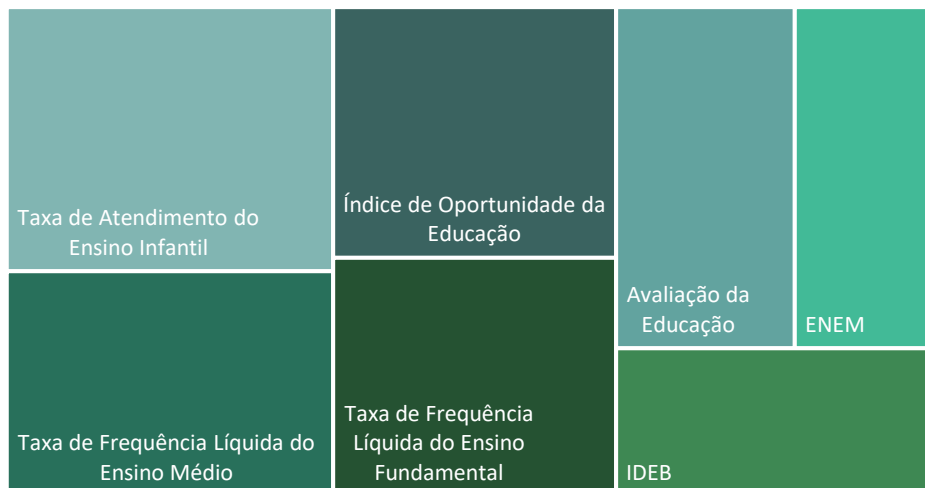 Taxa de Atendimento do
Ensino Infantil
Índice de Oportunidade da
Educação
Avaliação da
Educação
ENEM
Taxa de Frequência Líquida do
Ensino Médio
Taxa de Frequência
Líquida do Ensino
Fundamental
IDEB